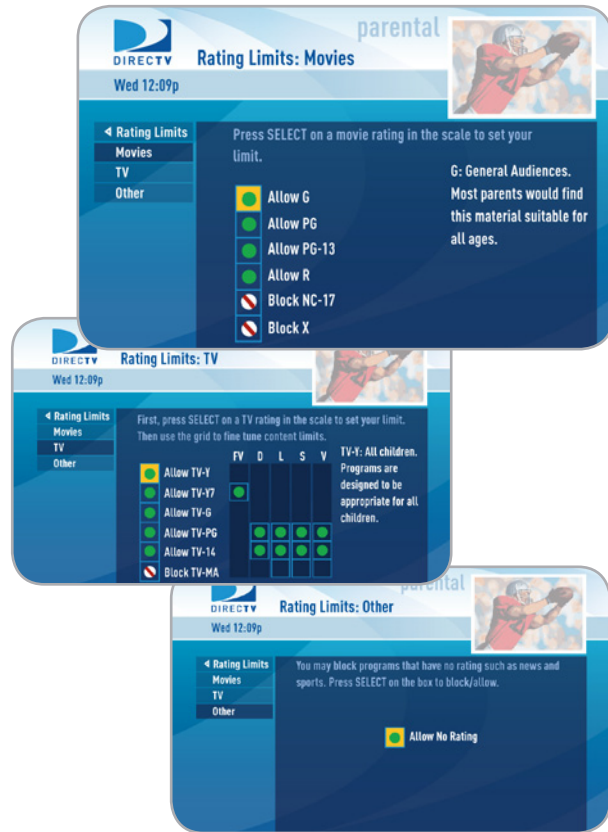 parental
DIRECTV
Rating Limits: Movies
Wed 12:09p
Rating Limits
Movies
TV
Other
Press SELECT on a movie rating in the scale to set your
limit.
Allow G
Allow PG
Allow PG-13
Allow R
Block NC-17
Block X
G: General Audiences.
Most parents would find
this material suitable for
all ages.
DIRECTV
Rating Limits: TV
Wed 12:09p
Rating Limits
Movies
TV
Other
First, press SELECT on a TV rating in the scale to set your limit.
Then use the grid to fine tune content limits.
FV D L S V
Allow TV-Y
Allow TV-Y7
Allow TV-G
Allow TV-PG
Allow TV-14
Block TV-MA
TV-Y: All children.
Programs are
designed to be
appropriate for all
children.
parental
DIRECTV
Rating Limits: Other
Wed 12:09p
Rating Limits
Movies
TV
Other
You may block programs that have no rating such as news and
sports. Press SELECT on the box to block/allow.
Allow No Rating